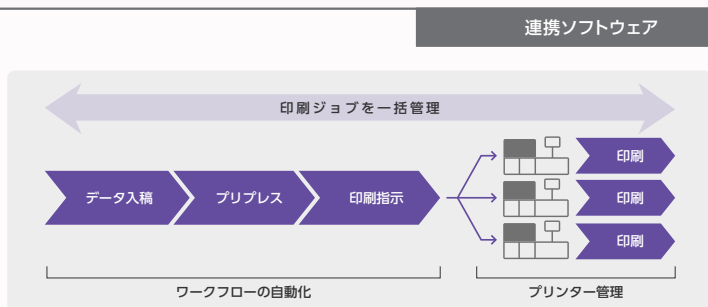 連携ソフトウェア
印刷ジョブを一括管理
データ入稿
プリプレス
印刷指示
印刷
印刷
印刷
ワークフローの自動化
プリンター管理